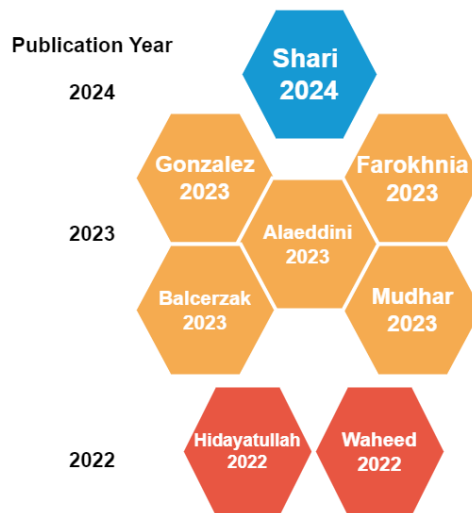 Publication Year
Shari
2024
2024
Gonzalez
2023
Farokhnia
2023
2023
Alaeddini
2023
Balcerzak
2023
Mudhar
2023
Hidayatullah
2022
Waheed
2022
2022